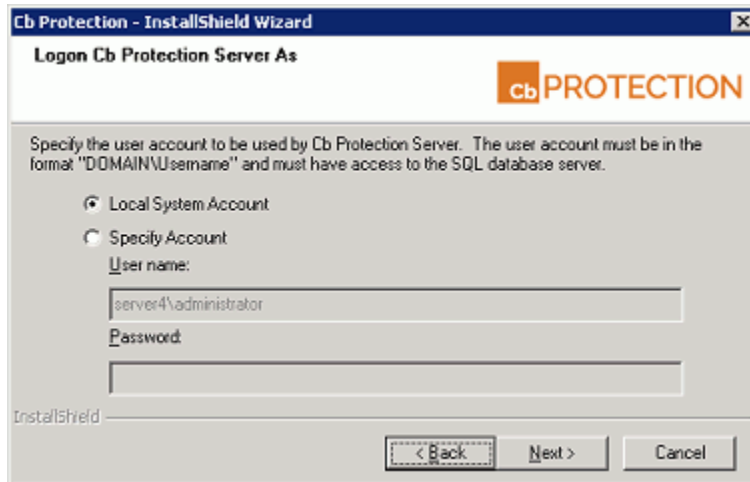 Cb Protection - InstallShield Wizard
Logon Cb Protection Server As
Cb PROTECTION
Specify the user account to be used by Cb Protection Server. The user account must be in the
format "DOMAIN\Username" and must have access to the SQL database server.
Local System Account
Specify Account
User name:
server4\administrator
Password:
InstallShield
< Back Next > Cancel